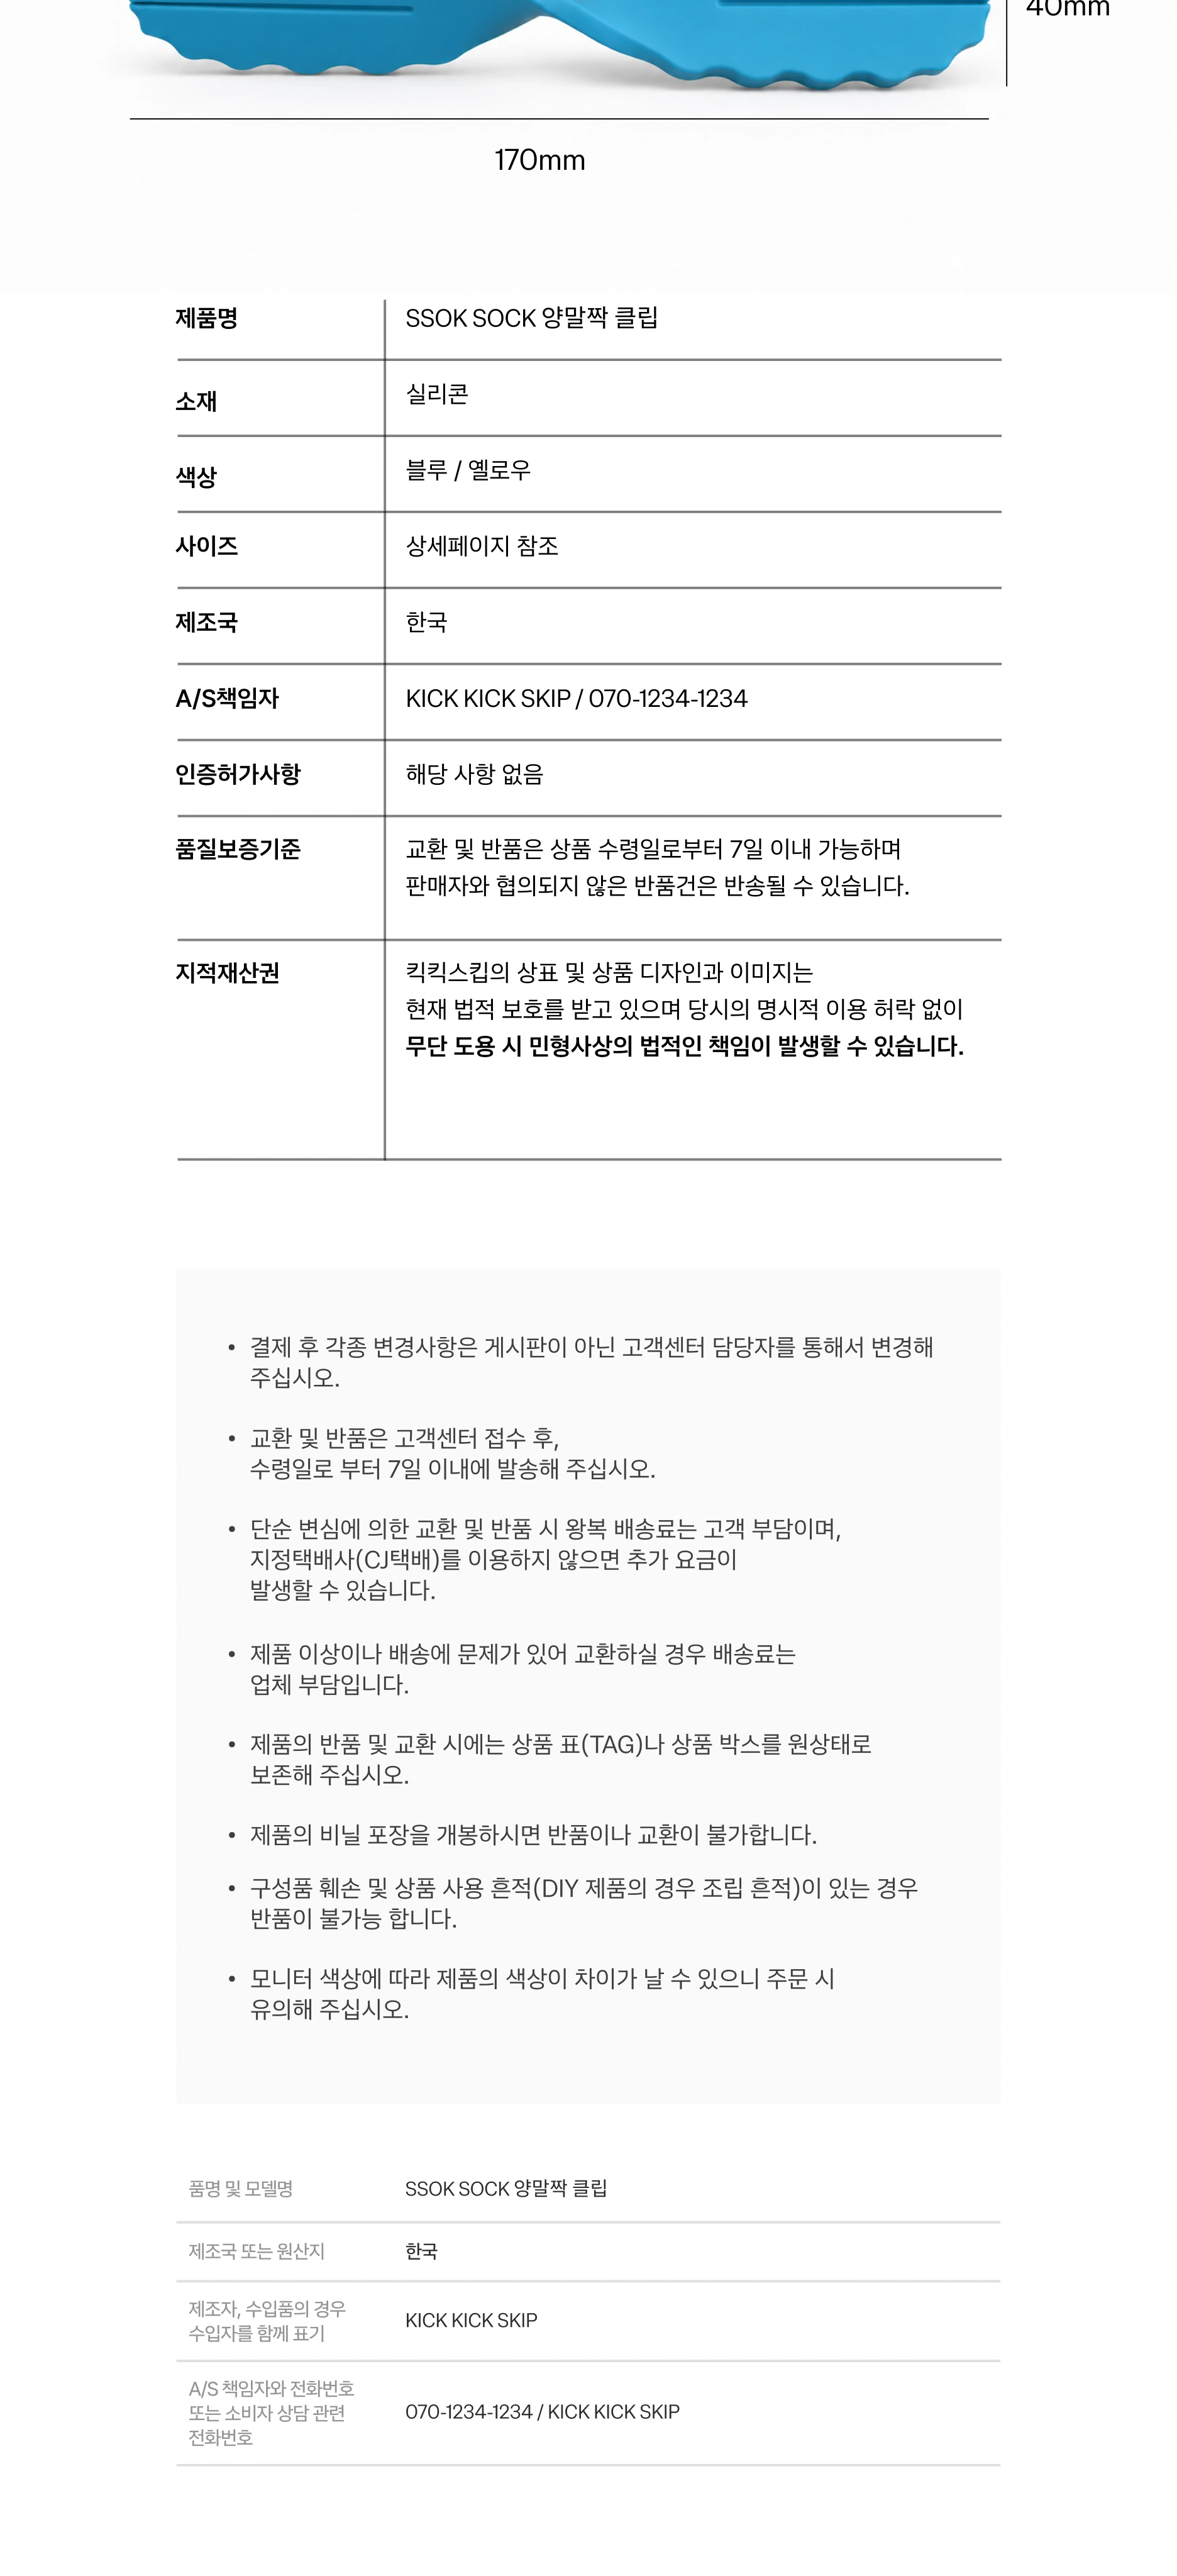 40mm
170mm
제품명 SSOK SOCK 양말짝 클립
소재 실리콘
색상 블루 / 옐로우
사이즈 상세페이지 참조
제조국 한국
A/S책임자 KICK KICK SKIP / 070-1234-1234
인증허가사항 해당 사항 없음
품질보증기준 교환 및 반품은 상품 수령일로부터 7일 이내 가능하며
판매자와 협의되지 않은 반품건은 반송될 수 있습니다.
지적재산권 킥킥스킵의 상표 및 상품 디자인과 이미지는
현재 법적 보호를 받고 있으며 당시의 명시적 이용 허락 없이
무단 도용 시 민형사상의 법적인 책임이 발생할 수 있습니다.
• 결제 후 각종 변경사항은 게시판이 아닌 고객센터 담당자를 통해서 변경해
주십시오.
• 교환 및 반품은 고객센터 접수 후,
수령일로 부터 7일 이내에 발송해 주십시오.
• 단순 변심에 의한 교환 및 반품 시 왕복 배송료는 고객 부담이며,
지정택배사(CJ택배)를 이용하지 않으면 추가 요금이
발생할 수 있습니다.
• 제품 이상이나 배송에 문제가 있어 교환하실 경우 배송료는
업체 부담입니다.
• 제품의 반품 및 교환 시에는 상품 표(TAG)나 상품 박스를 원상태로
보존해 주십시오.
• 제품의 비닐 포장을 개봉하시면 반품이나 교환이 불가합니다.
• 구성품 훼손 및 상품 사용 흔적(DIY 제품의 경우 조립 흔적)이 있는 경우
반품이 불가능 합니다.
• 모니터 색상에 따라 제품의 색상이 차이가 날 수 있으니 주문 시
유의해 주십시오.
품명 및 모델명 SSOK SOCK 양말짝 클립
제조국 또는 원산지 한국
제조자, 수입품의 경우
수입자를 함께 표기 KICK KICK SKIP
A/S 책임자와 전화번호
또는 소비자 상담 관련
전화번호 070-1234-1234 / KICK KICK SKIP